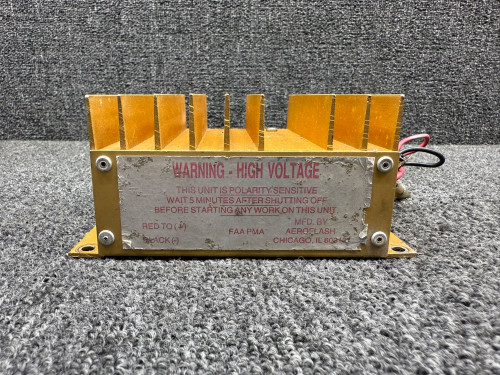 WARNING - HIGH VOLTAGE
THIS UNIT IS POLARITY SENSITIVE
WAIT 5 MINUTES AFTER SHUTTING OFF
BEFORE STARTING ANY WORK ON THIS UNIT
RED TO (+) MFD. BY
BLACK (-) FAA PMA AEROFLASH
CHICAGO, IL